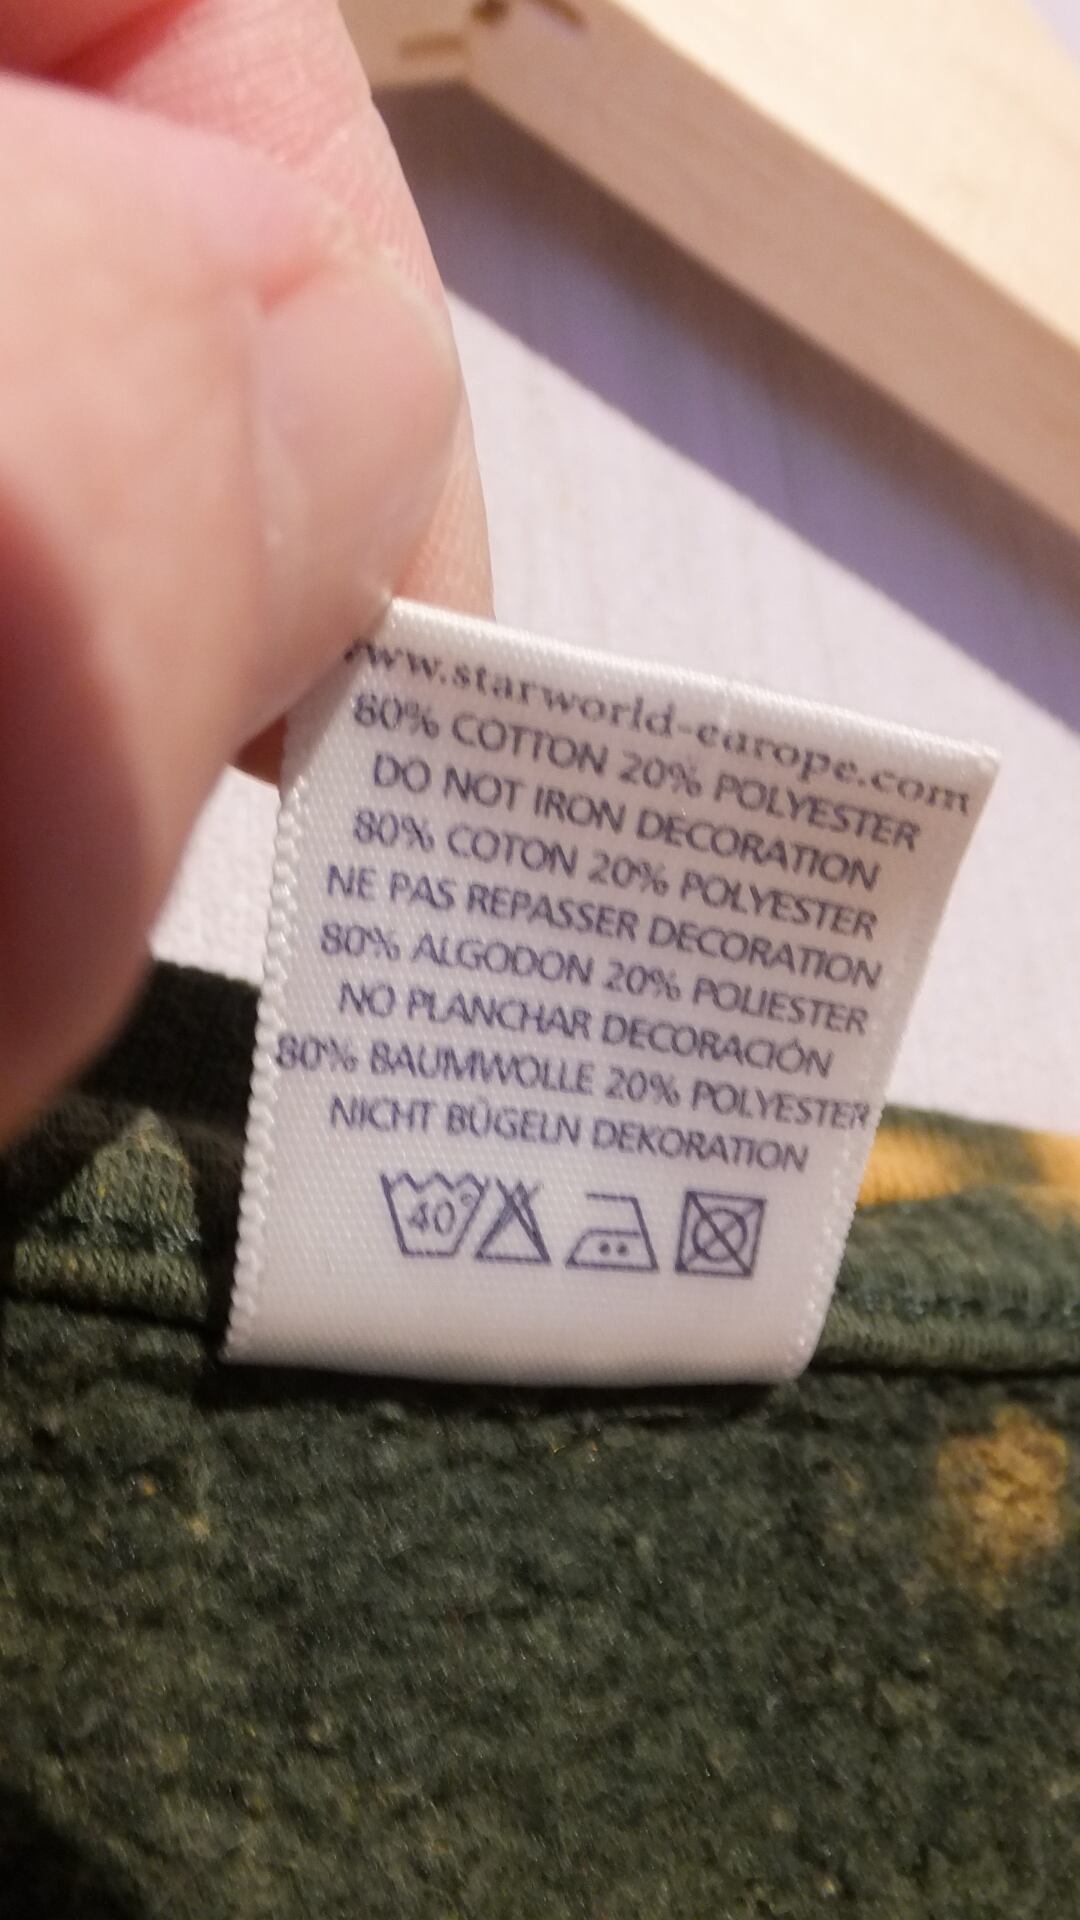 www.starworld-europe.com
80% COTTON 20% POLYESTER
DO NOT IRON DECORATION
80% COTON 20% POLYESTER
NE PAS REPASSER DECORATION
80% ALGODON 20% POLIESTER
NO PLANCHAR DECORACIÓN
80% BAUMWOLLE 20% POLYESTER
NICHT BÜGELN DEKORATION
40°